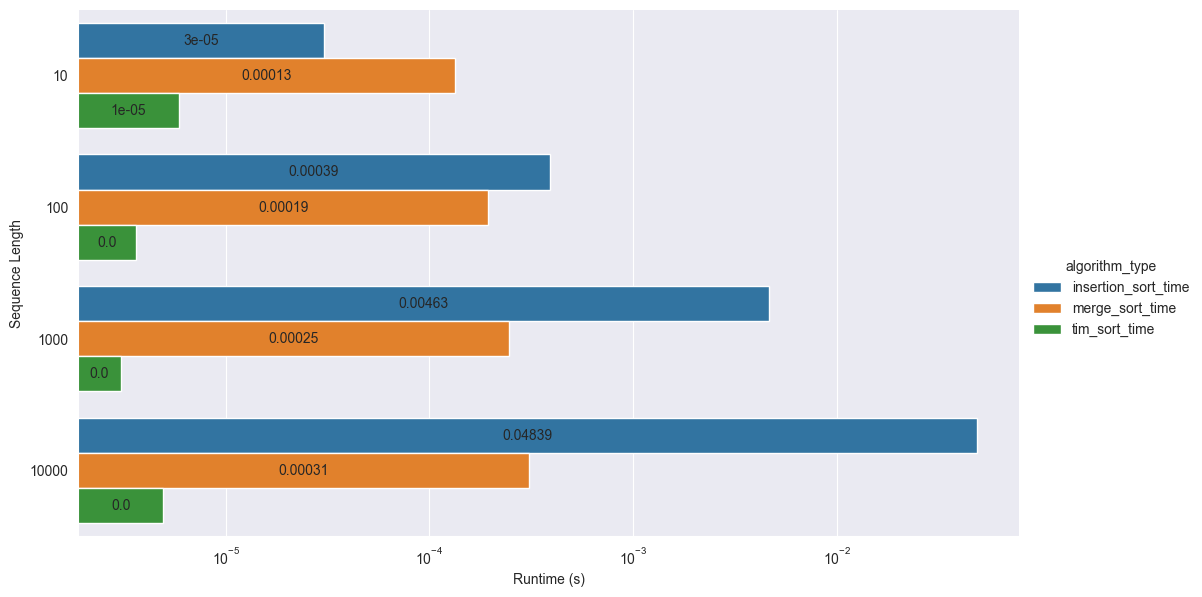 3e-05
10
0.00013
1e-05
0.00039
100
0.00019
0.0
0.00463
1000
0.00025
0.0
0.04839
10000
0.00031
0.0
Sequence Length
10⁻⁵ 10⁻⁴ 10⁻³ 10⁻²
Runtime (s)
algorithm_type
insertion_sort_time
merge_sort_time
tim_sort_time